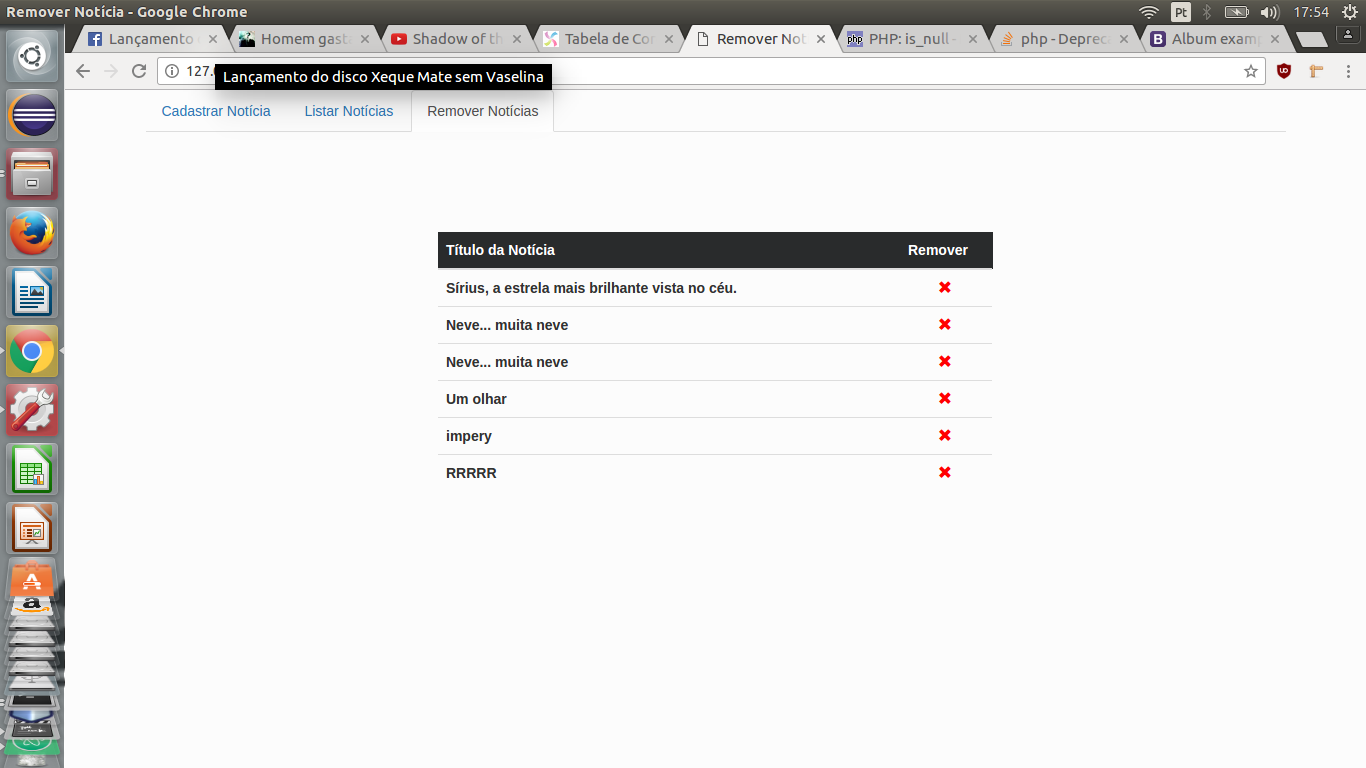 Remover Notícia - Google Chrome
Pt
17:54
Lançamento
Homem gast
Shadow of th
Tabela de Co
Remover Not
php
PHP: is_null -
php - Depreca
B
Album exam
127.
Lançamento do disco Xeque Mate sem Vaselina
Cadastrar Notícia
Listar Notícias
Remover Notícias
Título da Notícia Remover
Sírius, a estrela mais brilhante vista no céu.
Neve... muita neve
Neve... muita neve
Um olhar
impery
RRRRR